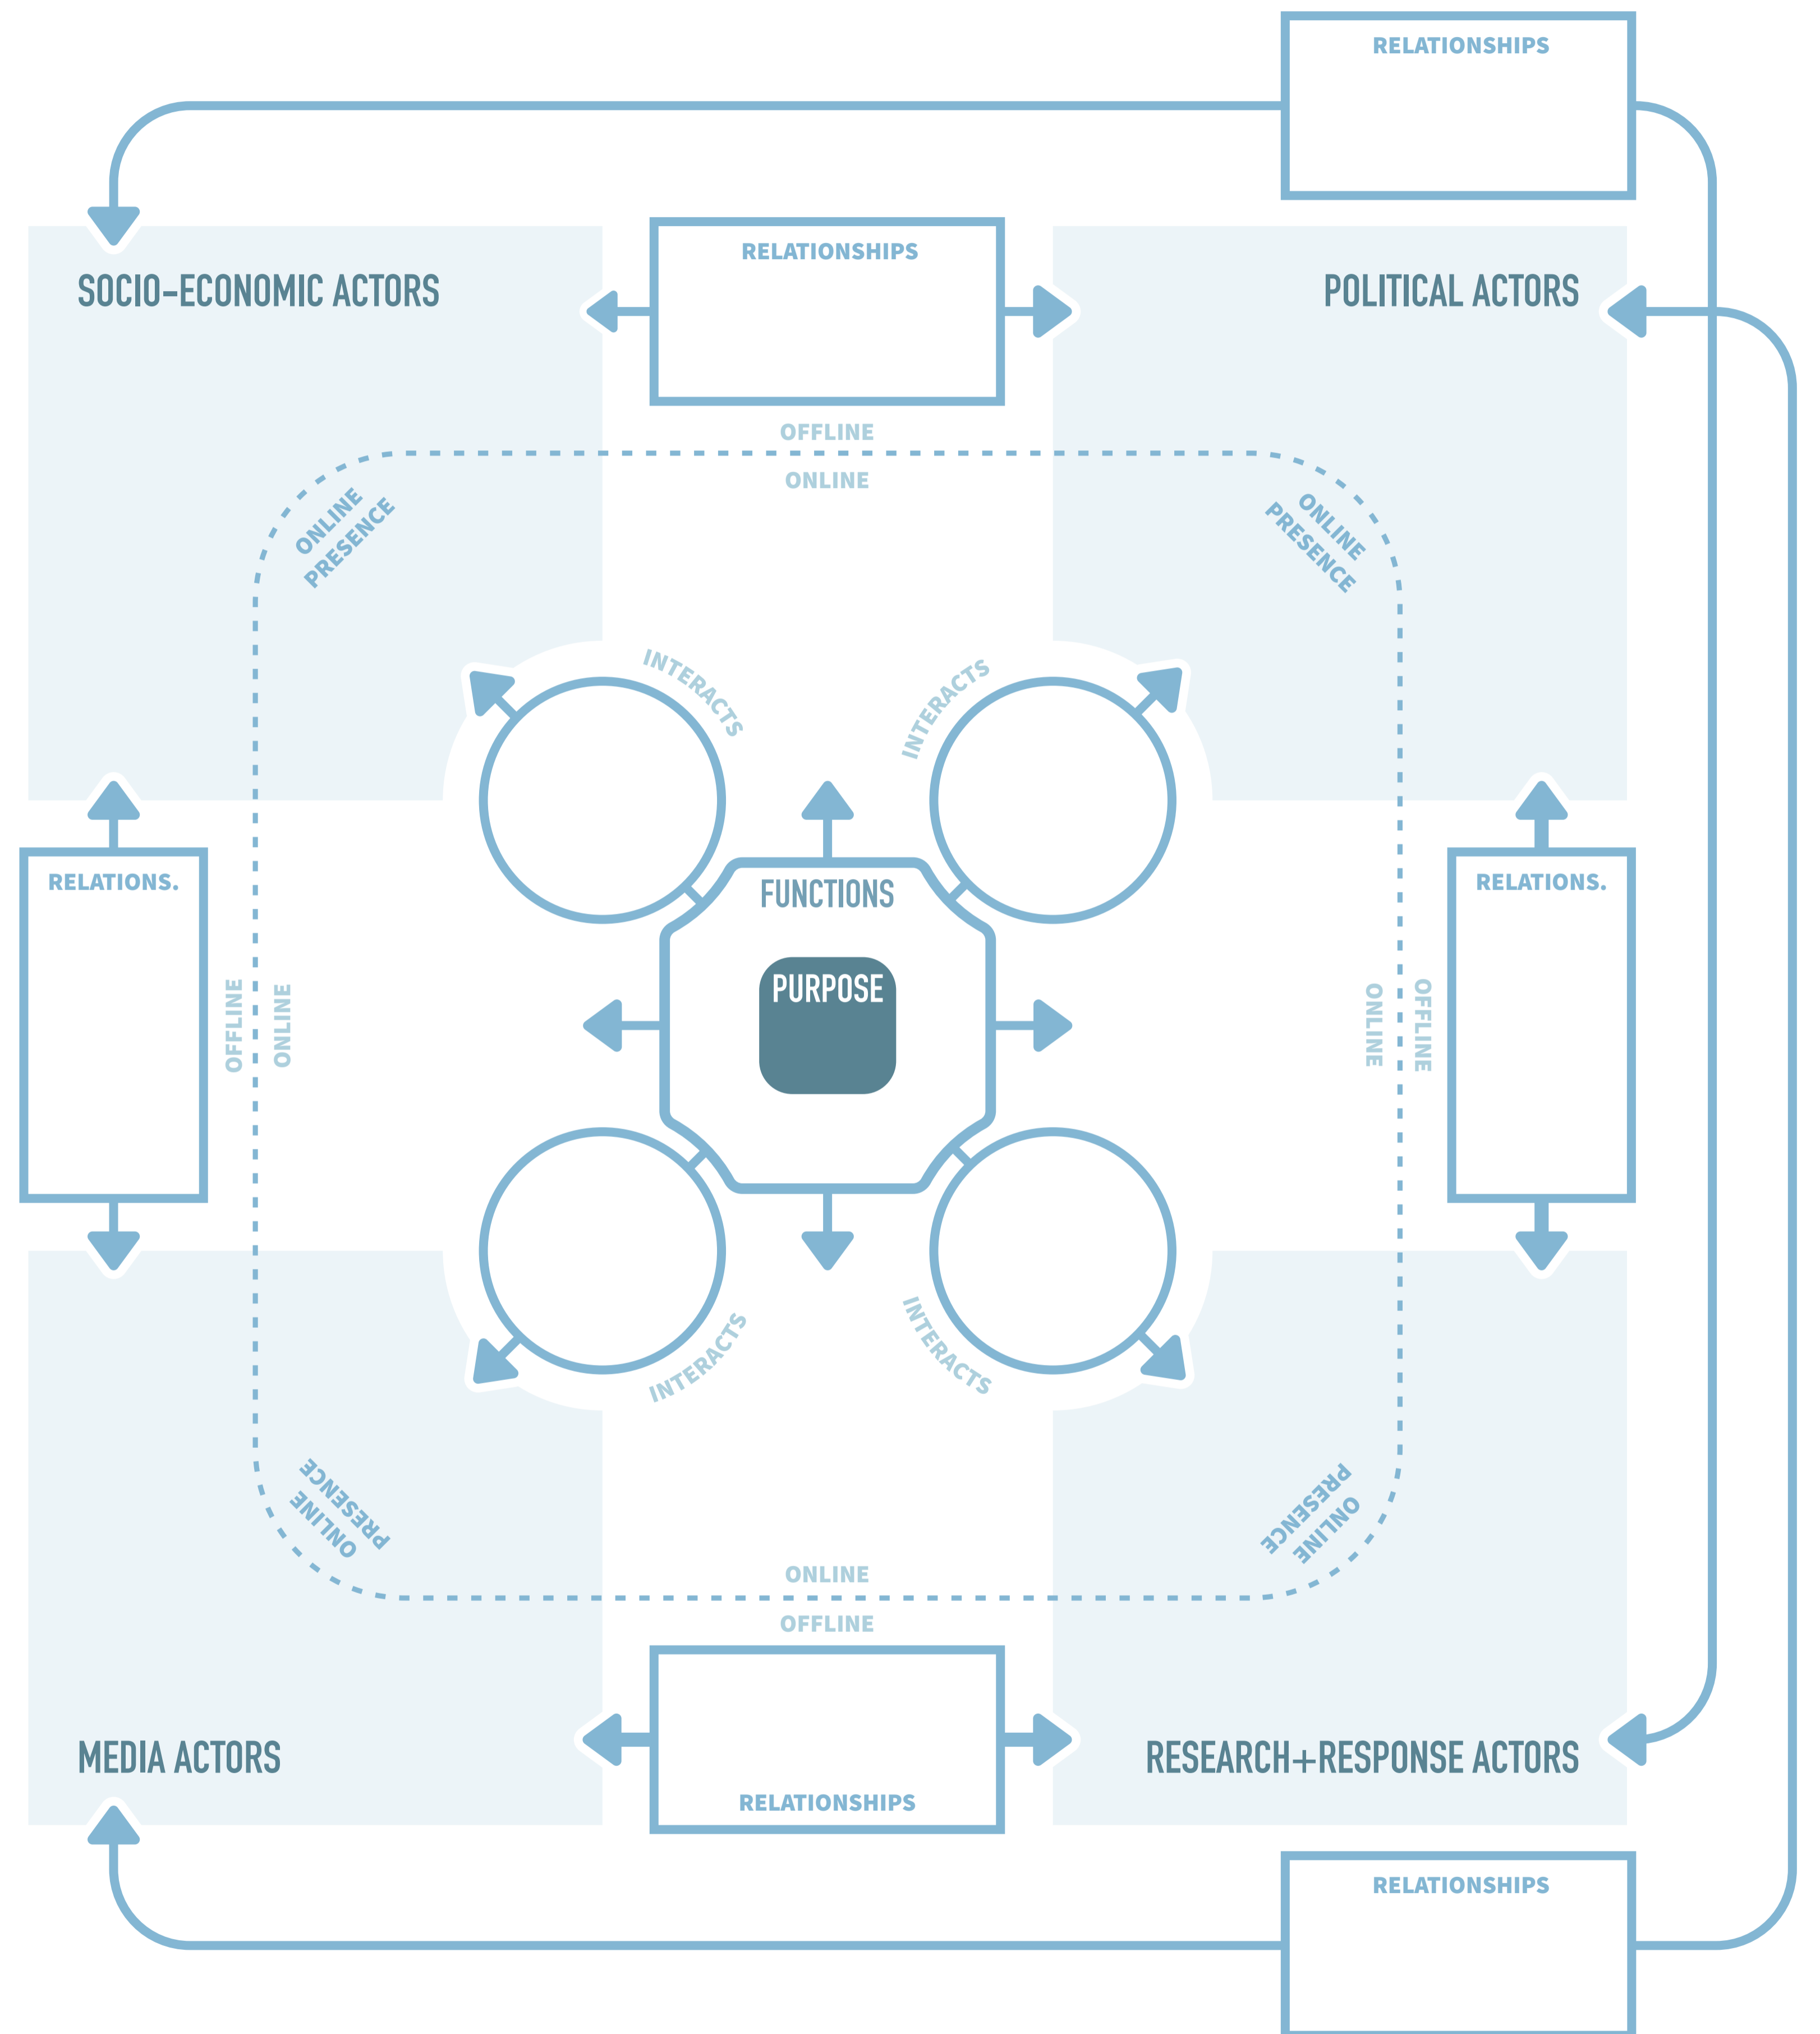 RELATIONSHIPS
RELATIONSHIPS
SOCIO-ECONOMIC ACTORS
POLITICAL ACTORS
OFFLINE
ONLINE
ONLINE
PRESENCE
ONLINE
PRESENCE
INTERACTS
INTERACTS
RELATIONS.
FUNCTIONS
RELATIONS.
PURPOSE
OFFLINE
ONLINE
ONLINE
OFFLINE
INTERACTS
INTERACTS
ONLINE
PRESENCE
ONLINE
PRESENCE
ONLINE
OFFLINE
MEDIA ACTORS
RESEARCH+RESPONSE ACTORS
RELATIONSHIPS
RELATIONSHIPS